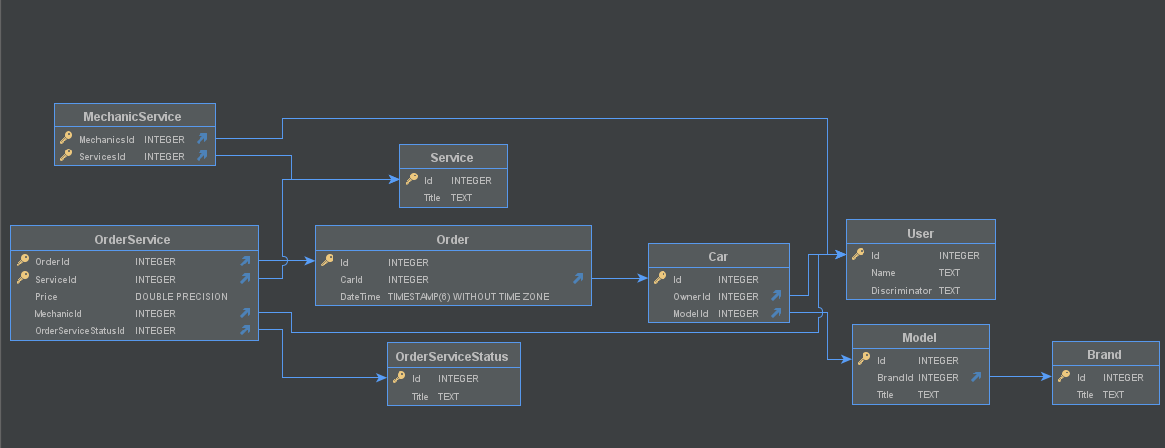 MechanicService
MechanicsId INTEGER
ServicesId INTEGER
Service
Id INTEGER
Title TEXT
OrderService
OrderId INTEGER
ServiceId INTEGER
Price DOUBLE PRECISION
MechanicId INTEGER
OrderServiceStatusId INTEGER
Order
Id INTEGER
CarId INTEGER
DateTime TIMESTAMP(6) WITHOUT TIME ZONE
Car
Id INTEGER
OwnerId INTEGER
ModelId INTEGER
User
Id INTEGER
Name TEXT
Discriminator TEXT
OrderServiceStatus
Id INTEGER
Title TEXT
Model
Id INTEGER
BrandId INTEGER
Title TEXT
Brand
Id INTEGER
Title TEXT